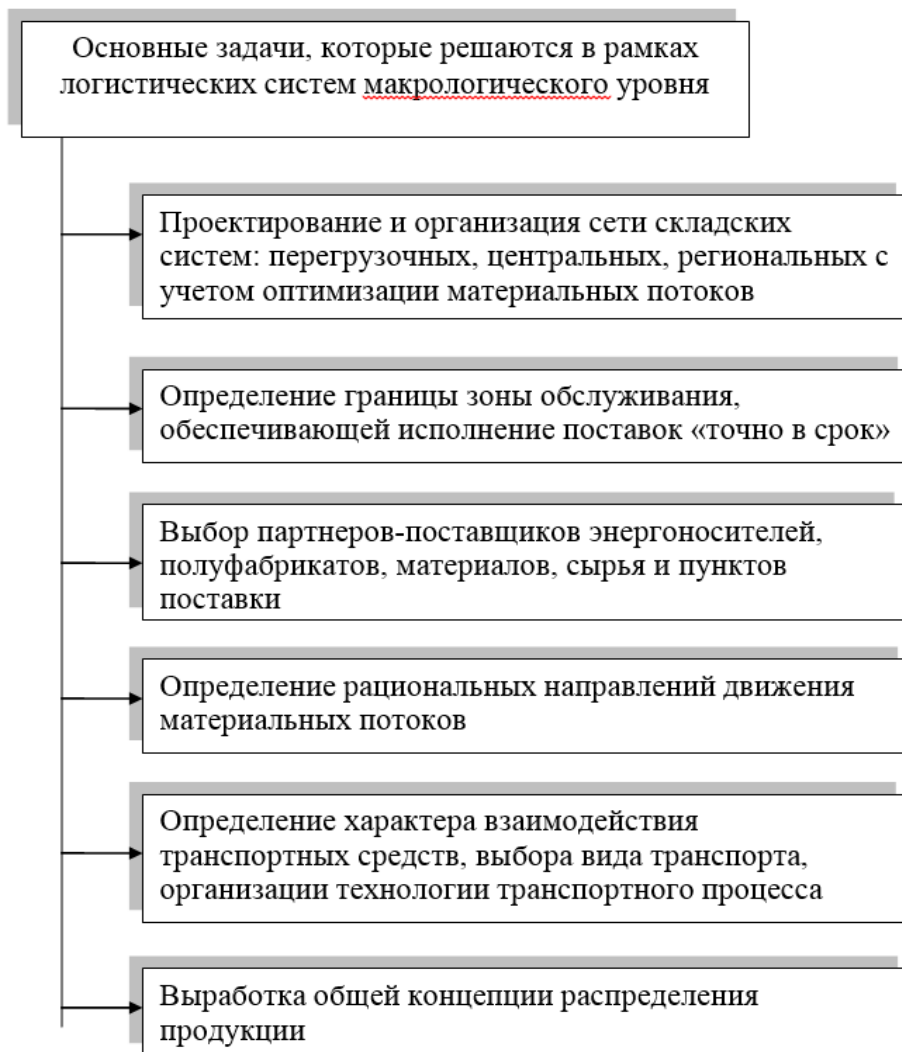 Основные задачи, которые решаются в рамках
логистических систем макрологического уровня
Проектирование и организация сети складских
систем: перегрузочных, центральных, региональных с
учетом оптимизации материальных потоков
Определение границы зоны обслуживания,
обеспечивающей исполнение поставок «точно в срок»
Выбор партнеров-поставщиков энергоносителей,
полуфабрикатов, материалов, сырья и пунктов
поставки
Определение рациональных направлений движения
материальных потоков
Определение характера взаимодействия
транспортных средств, выбора вида транспорта,
организации технологии транспортного процесса
Выработка общей концепции распределения
продукции